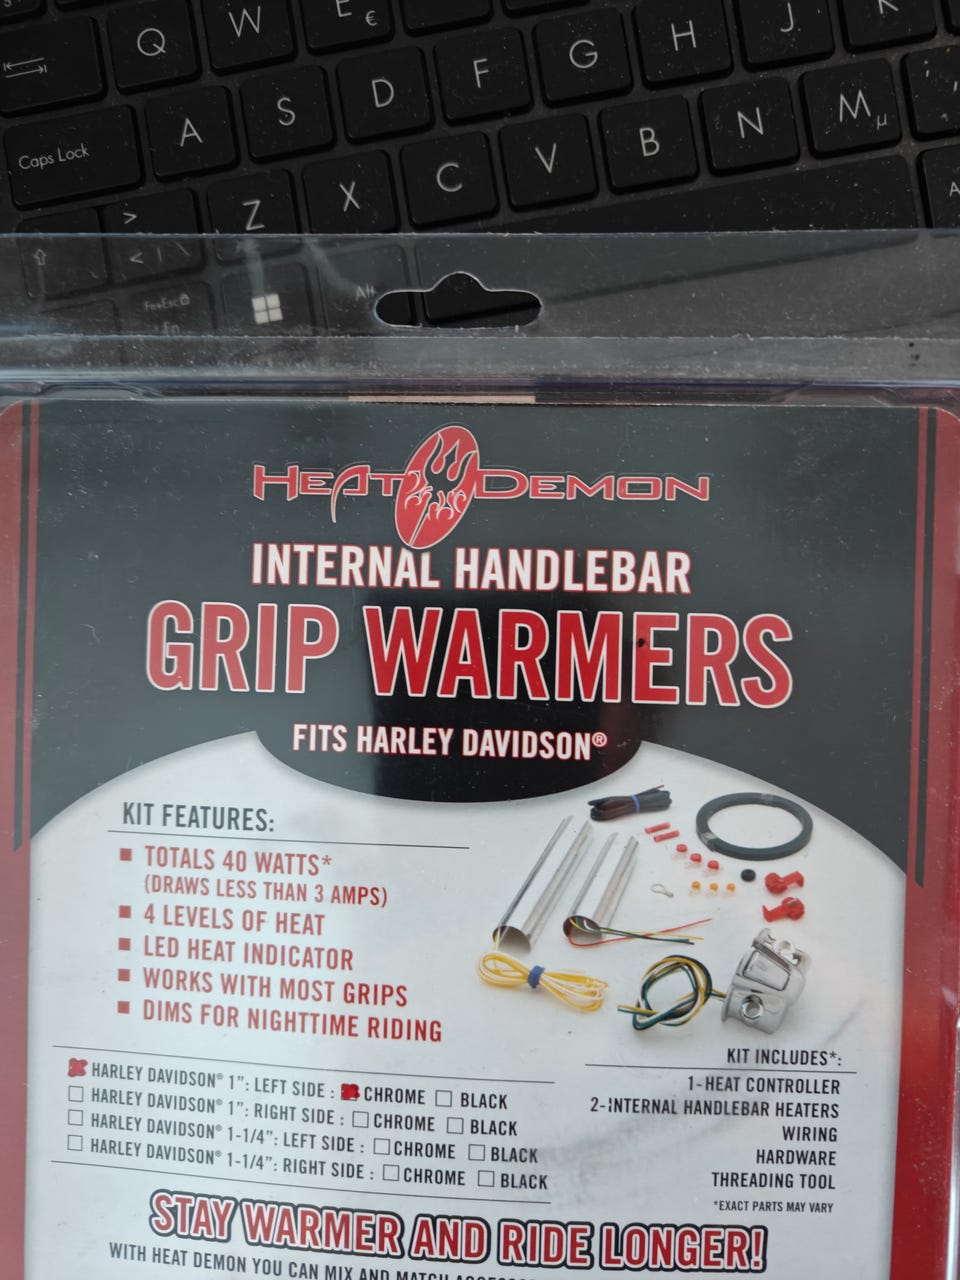 Q W E €
G H J K
Caps Lock A S D F
Z X C V B N M µ
> < | \
Fn+Esc
Fn
Alt
HEAT DEMON
INTERNAL HANDLEBAR
GRIP WARMERS
FITS HARLEY DAVIDSON®
KIT FEATURES:
TOTALS 40 WATTS*
(DRAWS LESS THAN 3 AMPS)
4 LEVELS OF HEAT
LED HEAT INDICATOR
WORKS WITH MOST GRIPS
DIMS FOR NIGHTTIME RIDING
HARLEY DAVIDSON® 1”: LEFT SIDE : CHROME BLACK
HARLEY DAVIDSON® 1”: RIGHT SIDE : CHROME BLACK
HARLEY DAVIDSON® 1-1/4”: LEFT SIDE : CHROME BLACK
HARLEY DAVIDSON® 1-1/4”: RIGHT SIDE : CHROME BLACK
KIT INCLUDES*:
1-HEAT CONTROLLER
2-INTERNAL HANDLEBAR HEATERS
WIRING
HARDWARE
THREADING TOOL
*EXACT PARTS MAY VARY
STAY WARMER AND RIDE LONGER!
WITH HEAT DEMON YOU CAN MIX AND MATCH